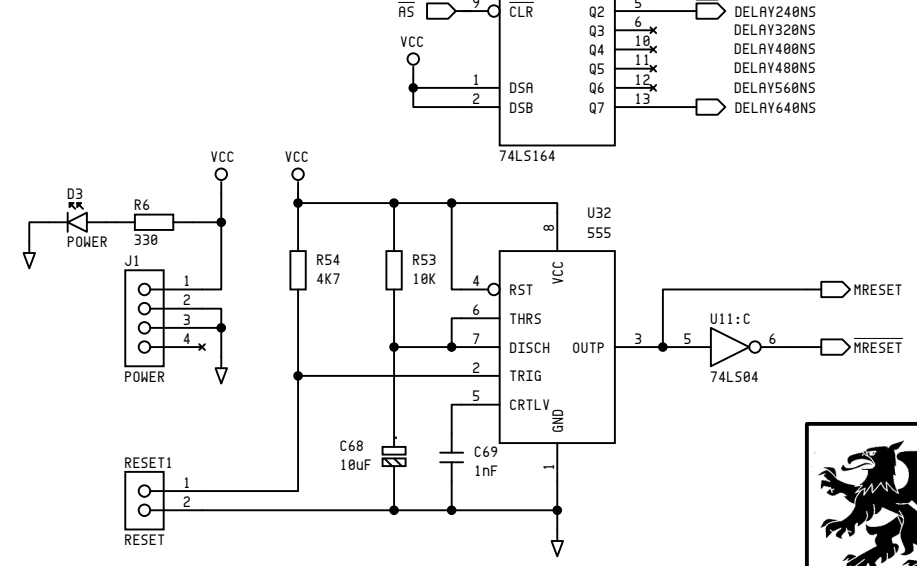 AS 9 CLR Q2 5 DELAY240NS
Q3 6 DELAY320NS
VCC Q4 10 DELAY400NS
Q5 11 DELAY480NS
1 DSA Q6 12 DELAY560NS
2 DSB Q7 13 DELAY640NS
74LS164
VCC VCC
D3
R6
POWER 330
U32
555
8
VCC
J1
1
2
3
4
POWER
R54
4K7
R53
10K
4 RST
6 THRS
7 DISCH OUTP 3
2 TRIG
5 CRTLV
GND
1
MRESET
U11:C
5 6 MRESET
74LS04
C68
10uF
C69
1nF
RESET1
1
2
RESET